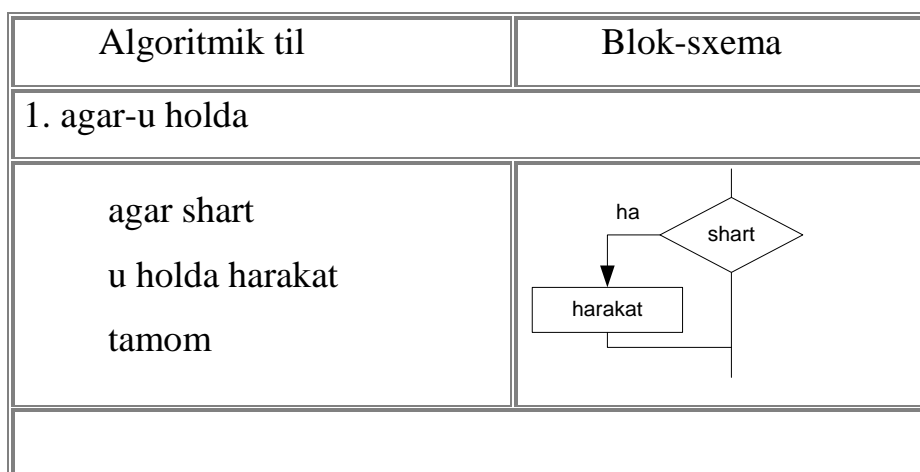 Algoritmik til
Blok-sxema
1. agar-u holda
agar shart
u holda harakat
tamom
ha
shart
harakat